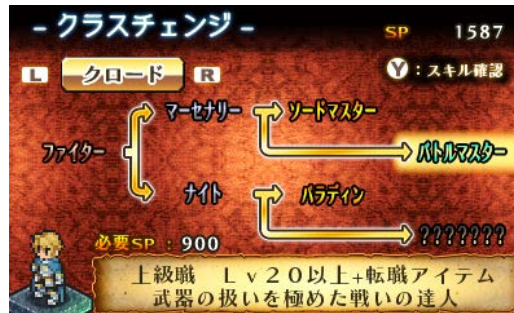 - クラスチェンジ -
SP 1587
L クロード R
Y：スキル確認
マーセナリー
ソードマスター
ファイター
バトルマスター
ナイト
パラディン
必要SP：900
???????
上級職　Lv20以上+転職アイテム
武器の扱いを極めた戦いの達人